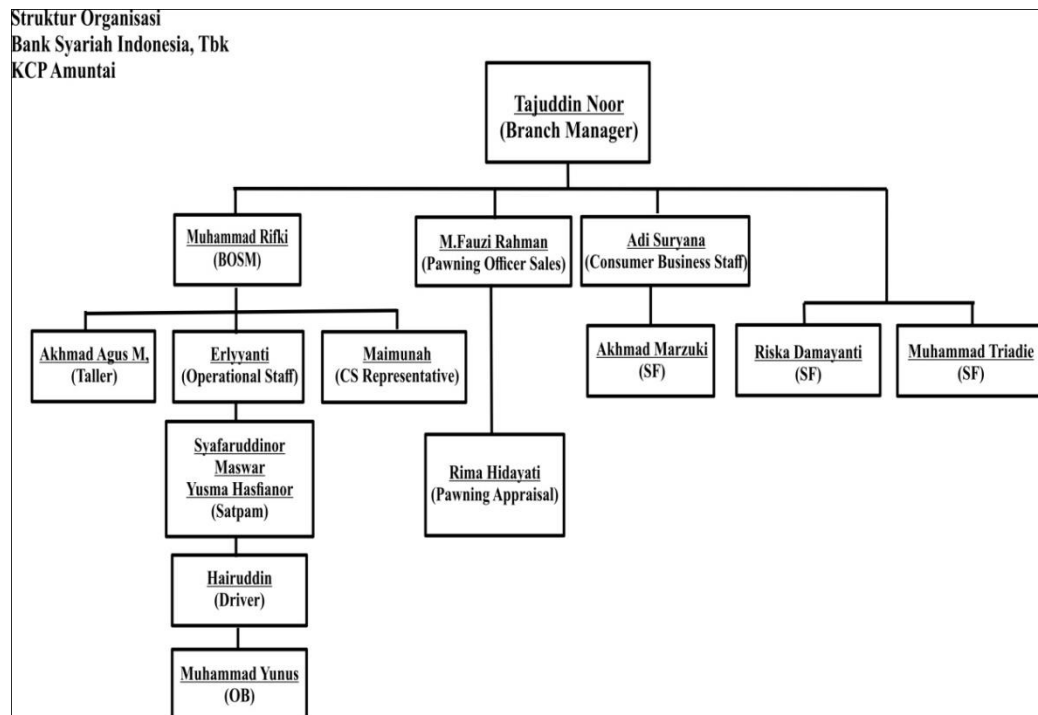 Struktur Organisasi
Bank Syariah Indonesia, Tbk
KCP Amuntai
Tajuddin Noor
(Branch Manager)
Muhammad Rifki
(BOSM)
M.Fauzi Rahman
(Pawning Officer Sales)
Adi Suryana
(Consumer Business Staff)
Akhmad Agus M,
(Taller)
Erlyyanti
(Operational Staff)
Maimunah
(CS Representative)
Akhmad Marzuki
(SF)
Riska Damayanti
(SF)
Muhammad Triadie
(SF)
Syafaruddinor
Maswar
Yusma Hasfianor
(Satpam)
Rima Hidayati
(Pawning Appraisal)
Hairuddin
(Driver)
Muhammad Yunus
(OB)